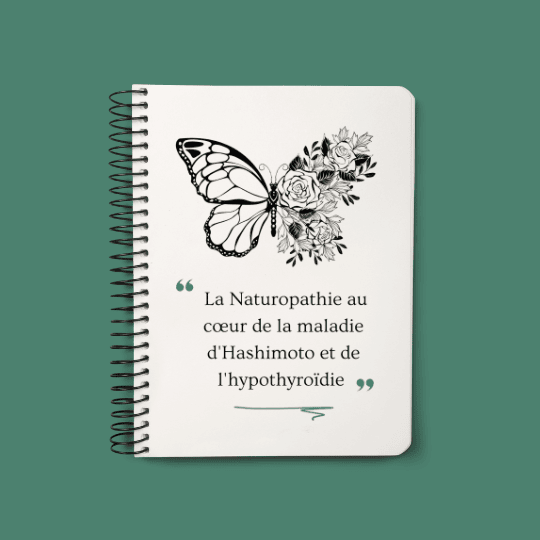 “ La Naturopathie au
cœur de la maladie
d'Hashimoto et de
l'hypothyroïdie ”